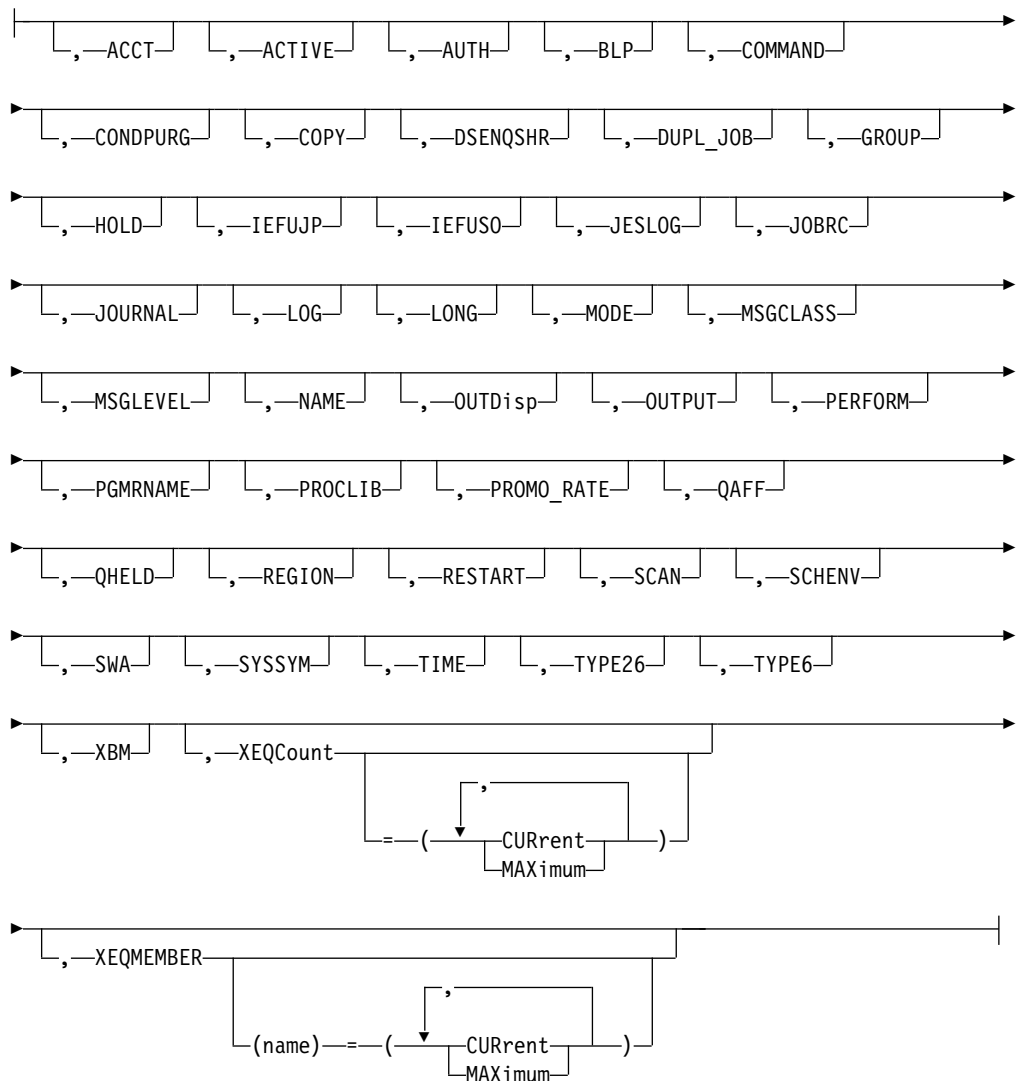 ,—ACCT ,—ACTIVE ,—AUTH ,—BLP ,—COMMAND
,—CONDPURG ,—COPY ,—DSENQSHR ,—DUPL_JOB ,—GROUP
,—HOLD ,—IEFUJP ,—IEFUSO ,—JESLOG ,—JOBRC
,—JOURNAL ,—LOG ,—LONG ,—MODE ,—MSGCLASS
,—MSGLEVEL ,—NAME ,—OUTDisp ,—OUTPUT ,—PERFORM
,—PGMRNAME ,—PROCLIB ,—PROMO_RATE ,—QAFF
,—QHELD ,—REGION ,—RESTART ,—SCAN ,—SCHENV
,—SWA ,—SYSSYM ,—TIME ,—TYPE26 ,—TYPE6
,—XBM ,—XEQCount
,
=—(—CURrent—)
MAXimum
,—XEQMEMBER
,
(name)—=—(—CURrent—)
MAXimum